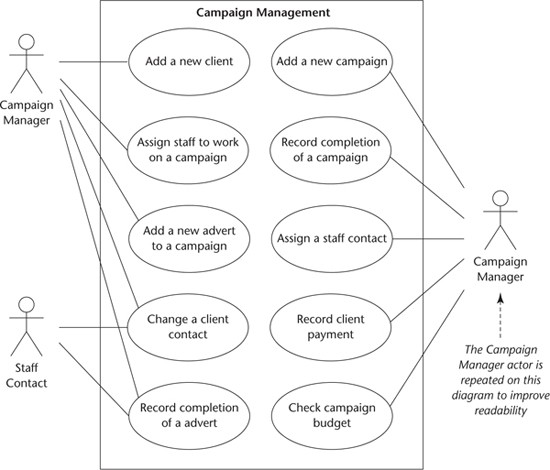 Campaign Management
Add a new client
Add a new campaign
Campaign
Manager
Assign staff to work
on a campaign
Record completion
of a campaign
Add a new advert
to a campaign
Assign a staff contact
Campaign
Manager
Change a client
contact
Record client
payment
Staff
Contact
The Campaign
Manager actor is
repeated on this
diagram to improve
readability
Record completion
of a advert
Check campaign
budget